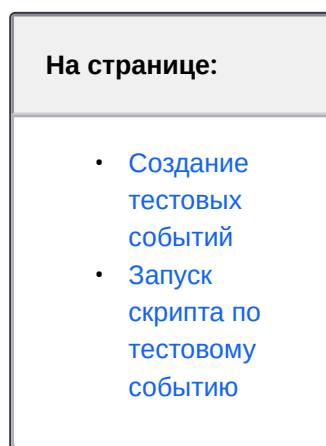 На странице:
• Создание
тестовых
событий
• Запуск
скрипта по
тестовому
событию